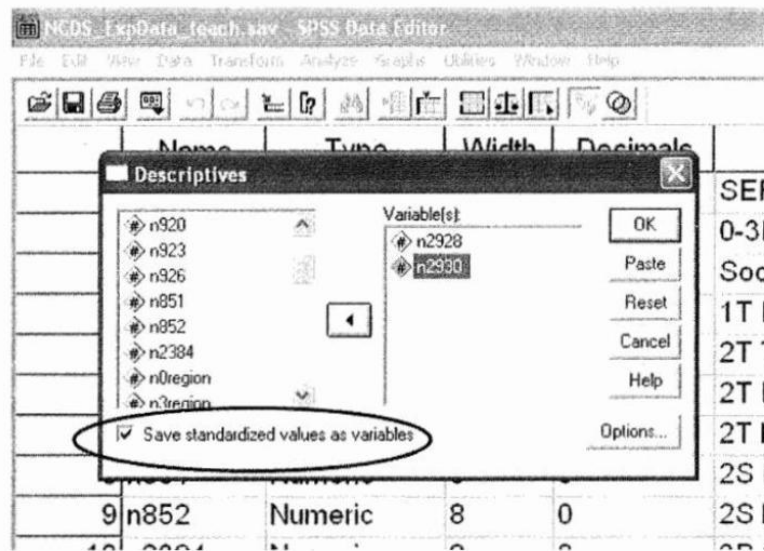 NCDS_ExpData_teach.sav - SPSS Data Editor
File Edit View Data Transform Analyze Graphs Utilities Window Help
Name Type Width Decimals
Descriptives
n920
n923
n926
n851
n852
n2384
n0region
n3region
Variable(s):
n2928
n2930
OK
Paste
Reset
Cancel
Help
Save standardized values as variables
Options...
0-3
Soc
1T
2T
2T
2T
2S
9 n852 Numeric 8 0 2S